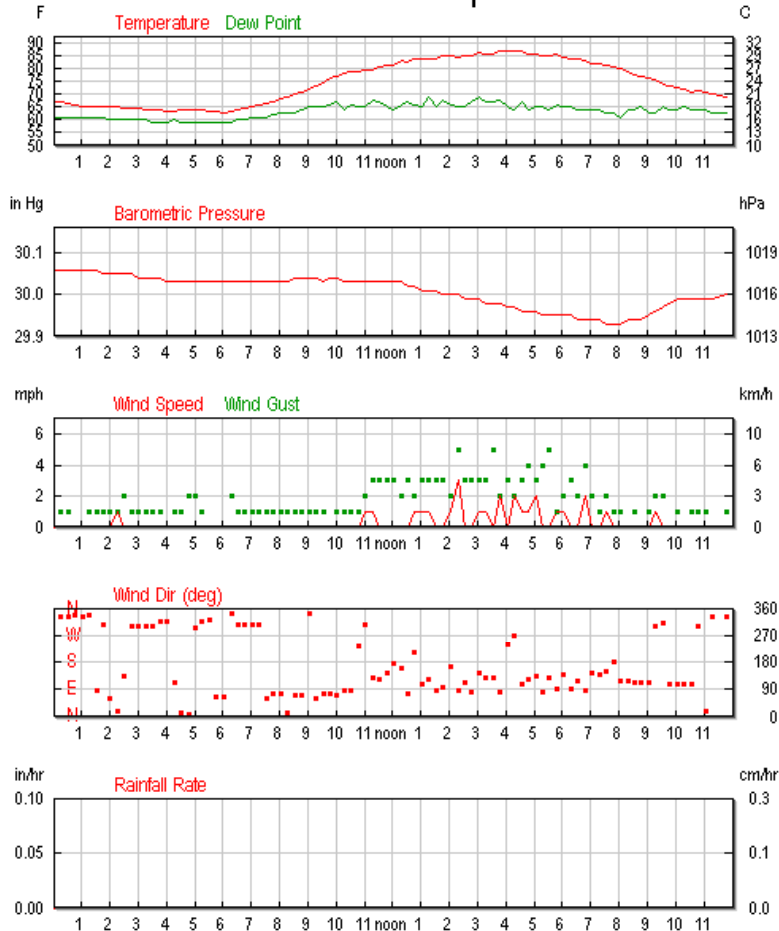 F C
Temperature Dew Point
90 32
85 29
80 27
75 24
70 21
65 18
60 16
55 13
50 10
1 2 3 4 5 6 7 8 9 10 11 noon 1 2 3 4 5 6 7 8 9 10 11
in Hg hPa
Barometric Pressure
30.1 1019
30.0 1016
29.9 1013
1 2 3 4 5 6 7 8 9 10 11 noon 1 2 3 4 5 6 7 8 9 10 11
mph km/h
Wind Speed Wind Gust
6 10
4 6
2 3
0 0
1 2 3 4 5 6 7 8 9 10 11 noon 1 2 3 4 5 6 7 8 9 10 11
Wind Dir (deg)
N 360
W 270
S 180
E 90
N 0
1 2 3 4 5 6 7 8 9 10 11 noon 1 2 3 4 5 6 7 8 9 10 11
in/hr cm/hr
Rainfall Rate
0.10 0.3
0.05 0.1
0.00 0.0
1 2 3 4 5 6 7 8 9 10 11 noon 1 2 3 4 5 6 7 8 9 10 11